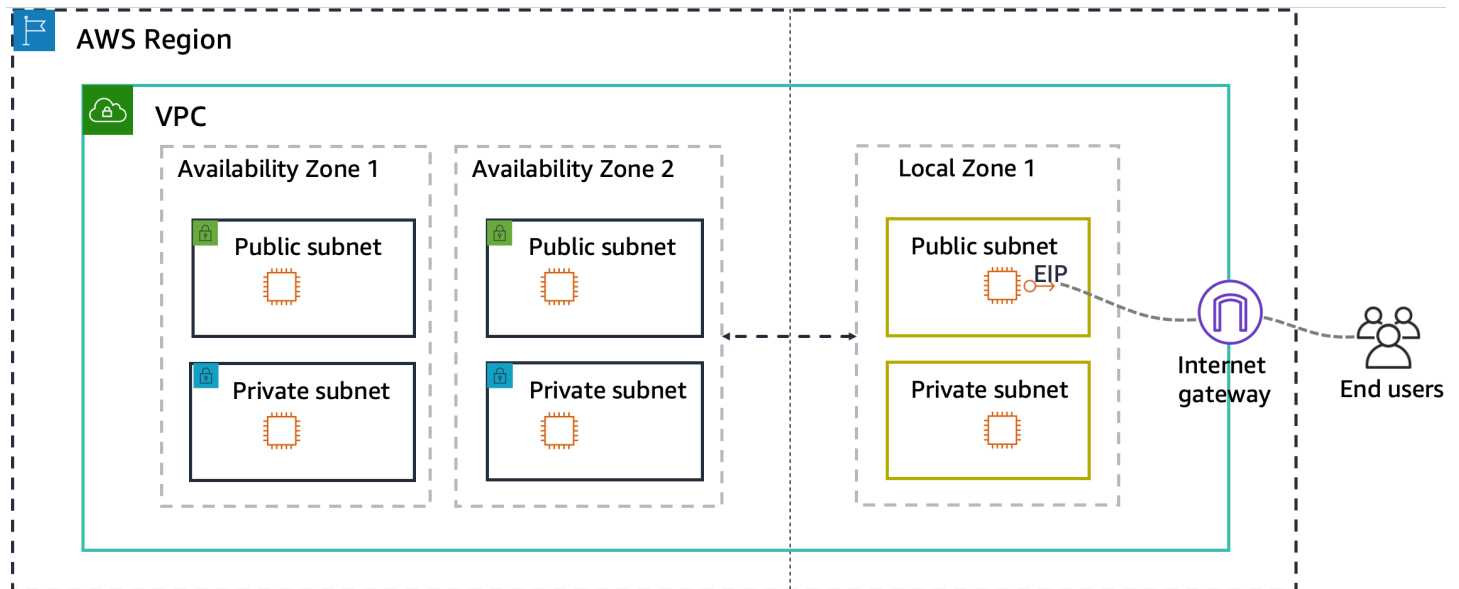 AWS Region
VPC
Availability Zone 1
Public subnet
Private subnet
Availability Zone 2
Public subnet
Private subnet
Local Zone 1
Public subnet
EIP
Private subnet
Internet
gateway
End users